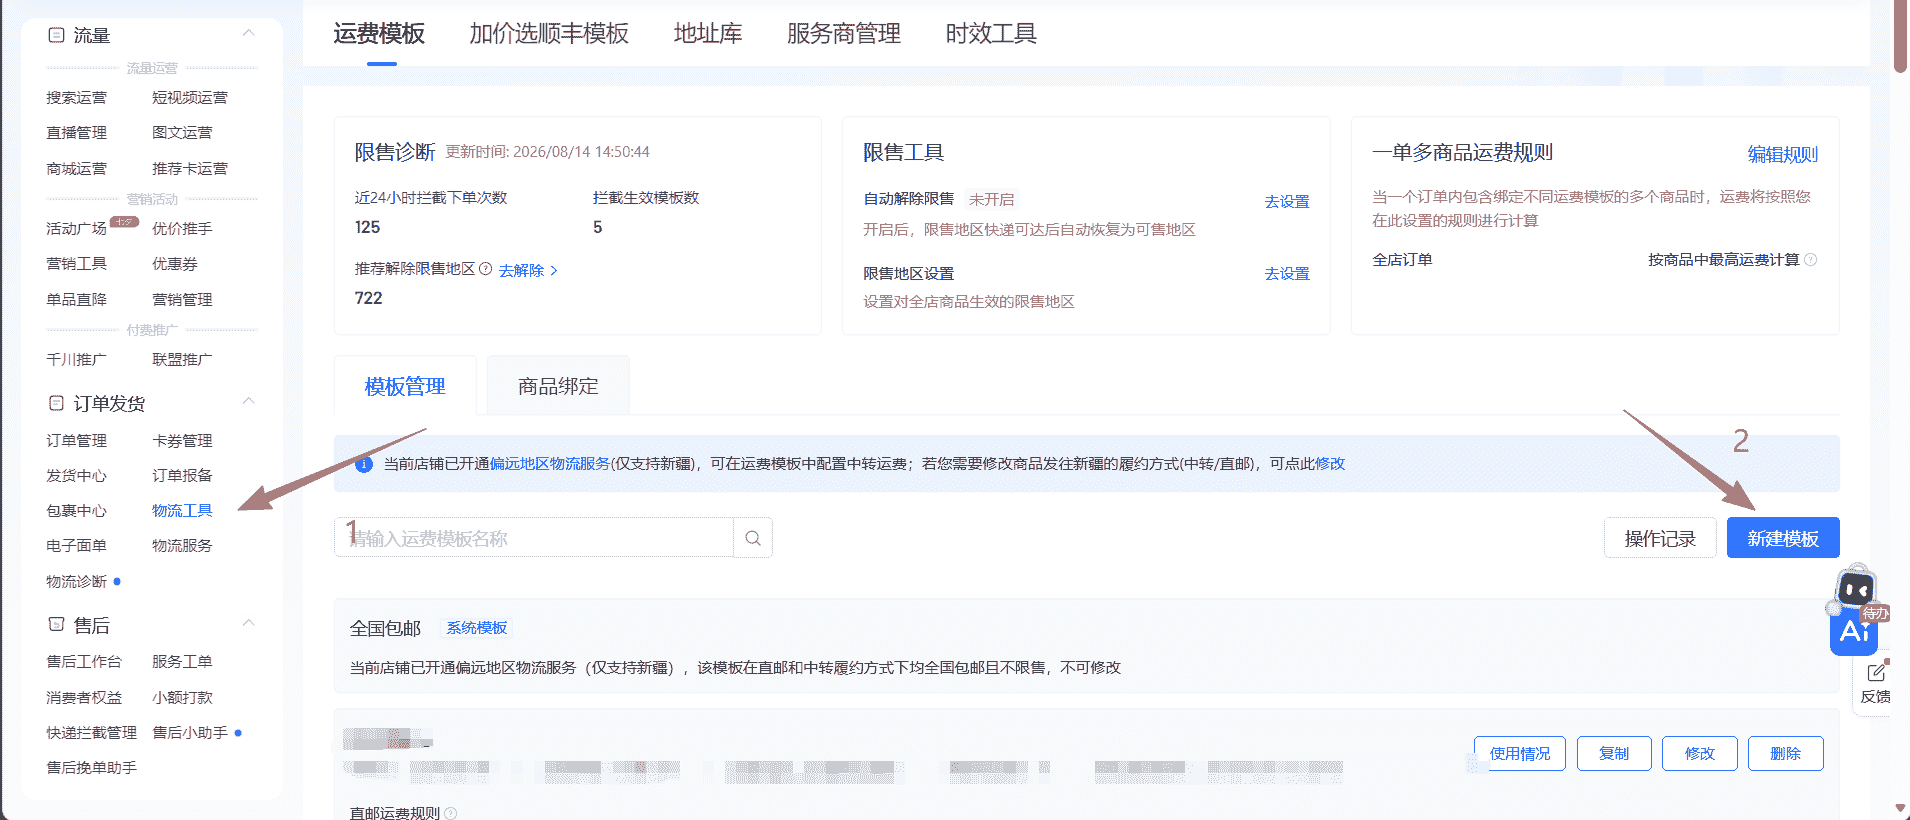 流量
流量运营
搜索运营 短视频运营
直播管理 图文运营
商城运营 推荐卡运营
营销活动
活动广场 七夕 优价推手
营销工具 优惠券
单品直降 营销管理
付费推广
千川推广 联盟推广
订单发货
订单管理 卡券管理
发货中心 订单报备
包裹中心 物流工具
电子面单 物流服务
物流诊断
售后
售后工作台 服务工单
消费者权益 小额打款
快递拦截管理 售后小助手
售后挽单助手
运费模板 加价选顺丰模板 地址库 服务商管理 时效工具
限售诊断 更新时间: 2026/08/14 14:50:44
近24小时拦截下单次数 拦截生效模板数
125 5
推荐解除限售地区 去解除 >
722
限售工具
自动解除限售 未开启 去设置
开启后，限售地区快递可达后自动恢复为可售地区
限售地区设置 去设置
设置对全店商品生效的限售地区
一单多商品运费规则 编辑规则
当一个订单内包含绑定不同运费模板的多个商品时，运费将按照您
在此设置的规则进行计算
全店订单 按商品中最高运费计算
模板管理 商品绑定
2
当前店铺已开通偏远地区物流服务(仅支持新疆)，可在运费模板中配置中转运费；若您需要修改商品发往新疆的履约方式(中转/直邮)，可点此修改
1
请输入运费模板名称 操作记录 新建模板
待办
Ai
反馈
全国包邮 系统模板
当前店铺已开通偏远地区物流服务（仅支持新疆），该模板在直邮和中转履约方式下均全国包邮且不限售，不可修改
使用情况 复制 修改 删除
直邮运费规则